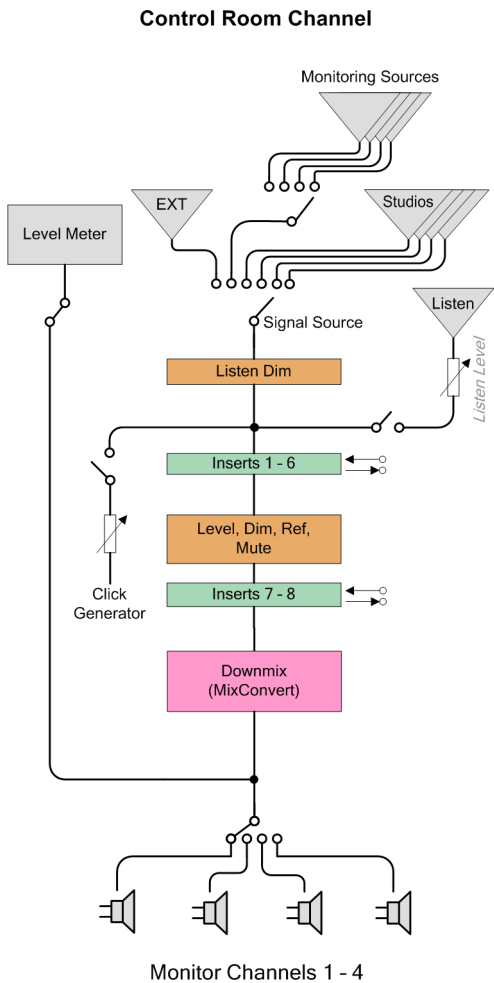 Control Room Channel
Monitoring Sources
EXT
Studios
Level Meter
Listen
Signal Source
Listen Level
Listen Dim
Inserts 1 - 6
Level, Dim, Ref,
Mute
Click
Generator
Inserts 7 - 8
Downmix
(MixConvert)
Monitor Channels 1 - 4